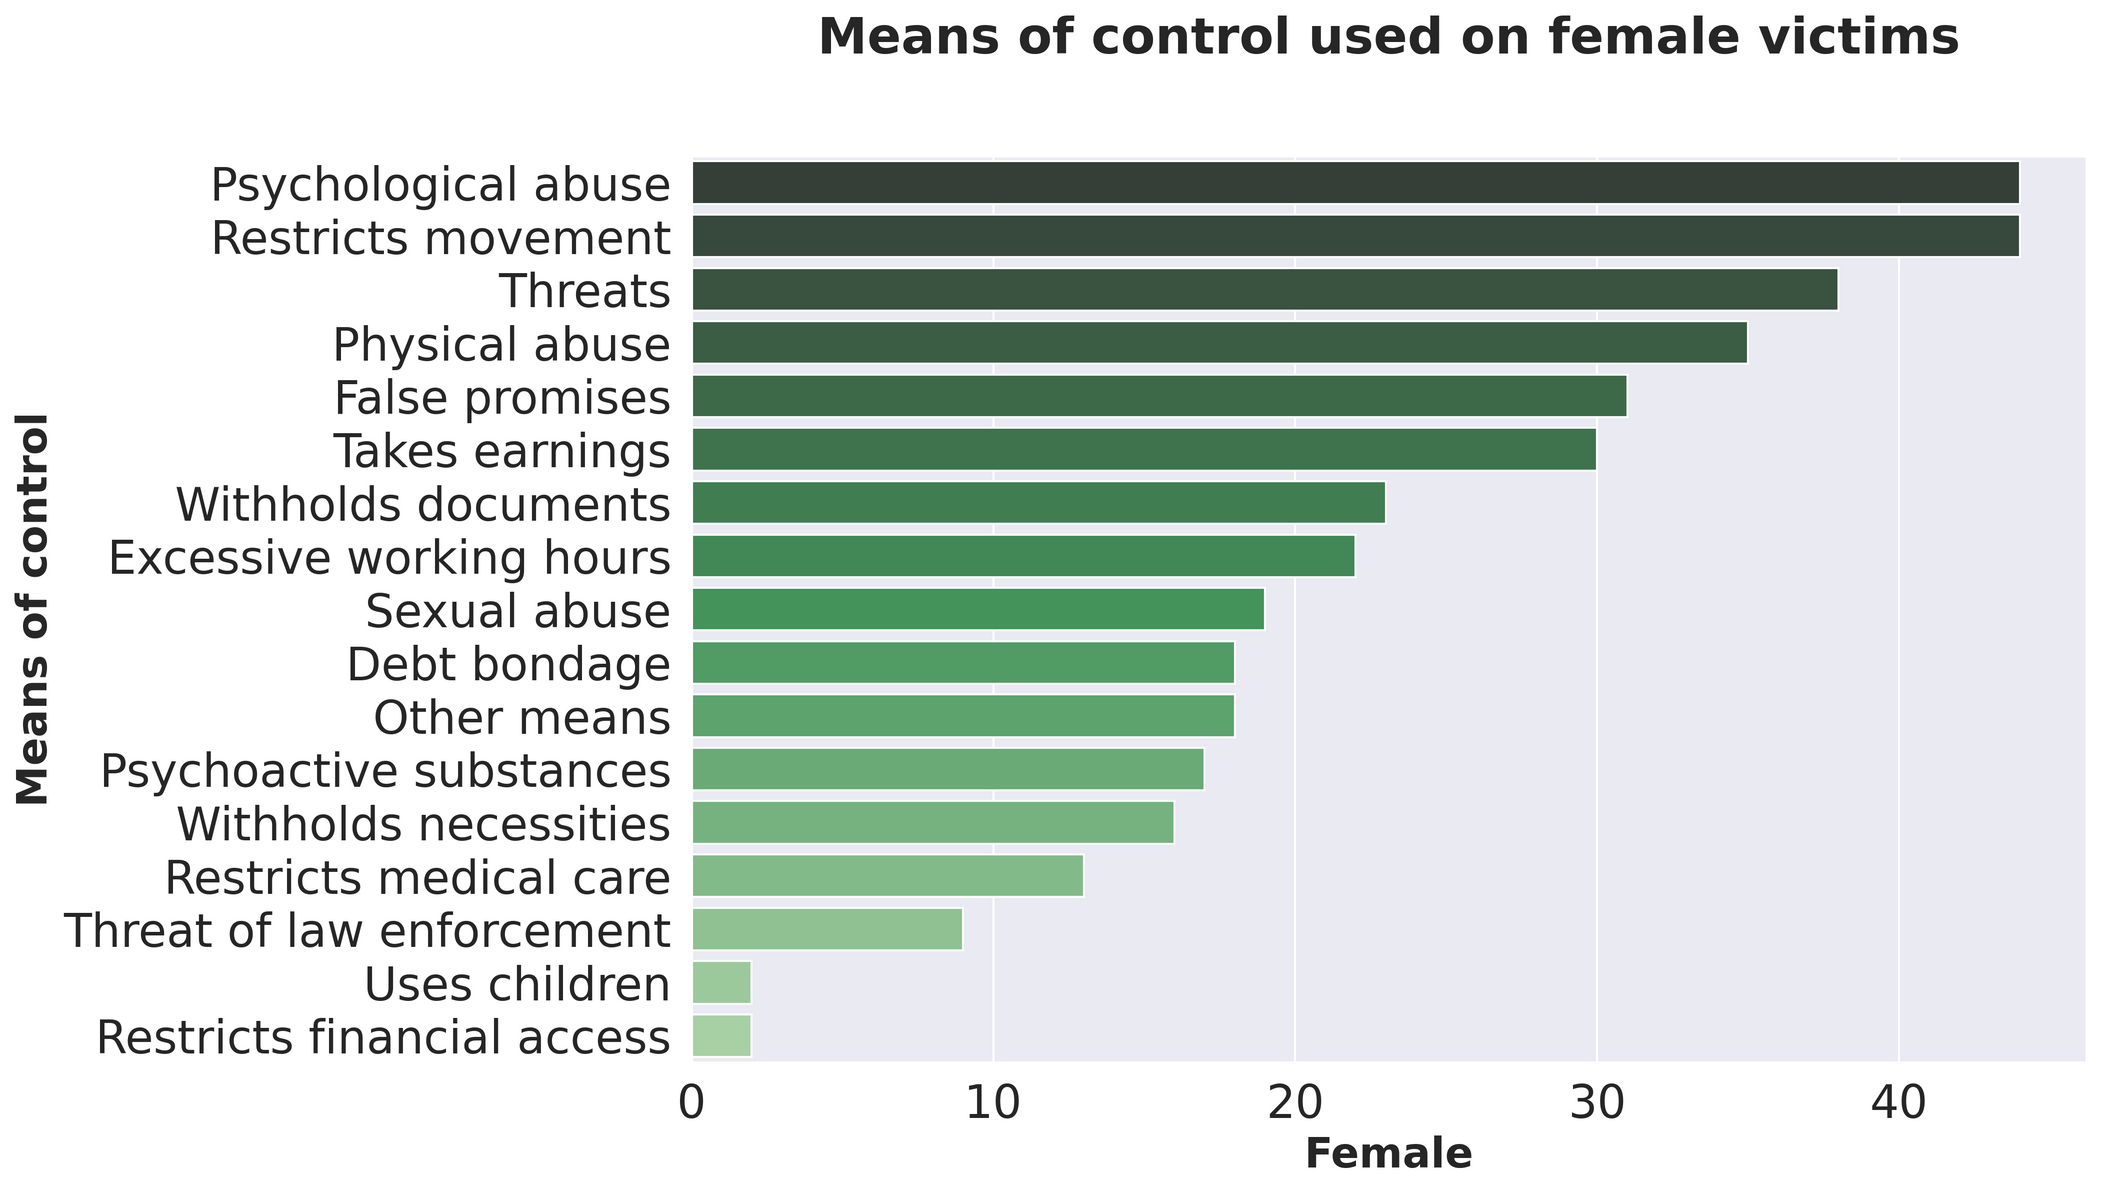 Means of control used on female victims
Means of control
Psychological abuse
Restricts movement
Threats
Physical abuse
False promises
Takes earnings
Withholds documents
Excessive working hours
Sexual abuse
Debt bondage
Other means
Psychoactive substances
Withholds necessities
Restricts medical care
Threat of law enforcement
Uses children
Restricts financial access
0 10 20 30 40
Female